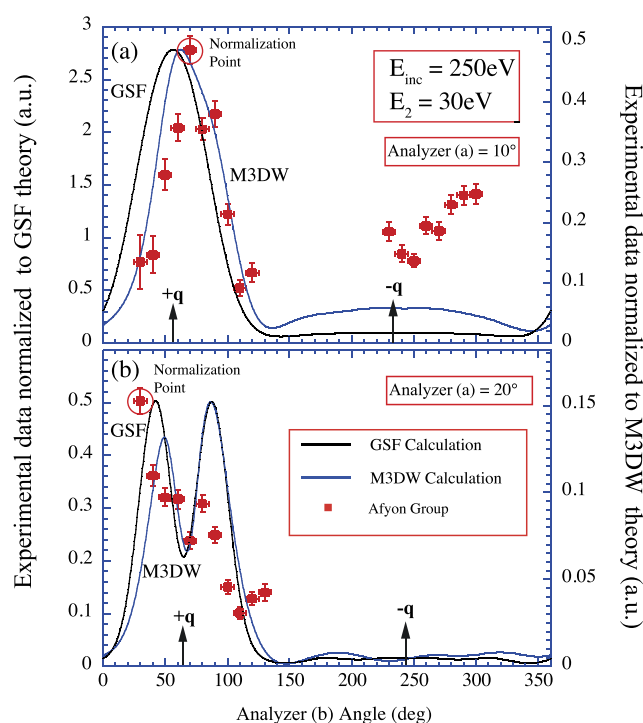 Experimental data normalized to GSF theory (a.u.)
Experimental data normalized to M3DW theory (a.u.)
3
2.5
2
1.5
1
0.5
0
(a)
GSF
Normalization
Point
M3DW
E_inc = 250eV
E_2 = 30eV
Analyzer (a) = 10°
+q
-q
0.5
0.4
0.3
0.2
0.1
0
0.5
0.4
0.3
0.2
0.1
0
(b)
Normalization
Point
GSF
M3DW
Analyzer (a) = 20°
GSF Calculation
M3DW Calculation
Afyon Group
+q
-q
0.15
0.1
0.05
0
0 50 100 150 200 250 300 350
Analyzer (b) Angle (deg)